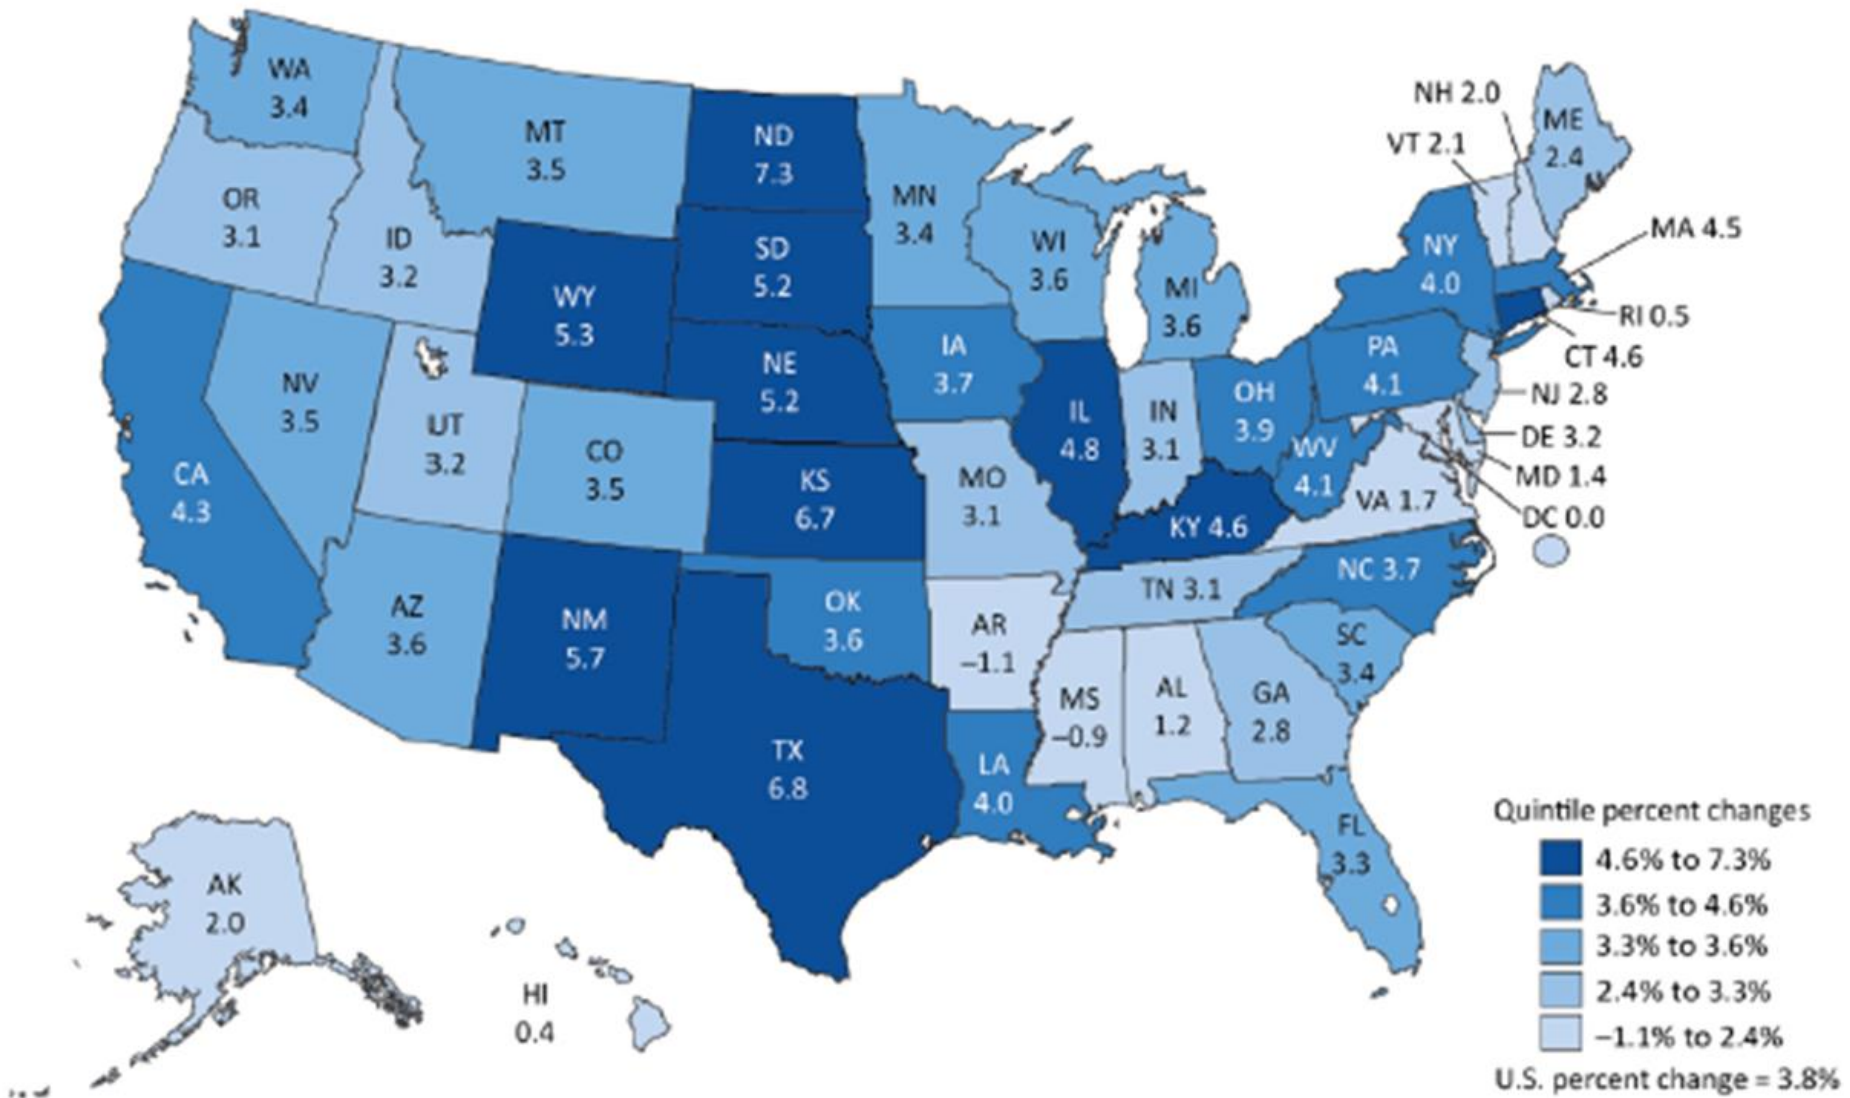 WA
3.4
MT
3.5
ND
7.3
MN
3.4
OR
3.1
ID
3.2
WY
5.3
SD
5.2
WI
3.6
MI
3.6
NH 2.0
VT 2.1
ME
2.4
NY
4.0
MA 4.5
RI 0.5
CT 4.6
NJ 2.8
DE 3.2
MD 1.4
DC 0.0
CA
4.3
NV
3.5
UT
3.2
CO
3.5
NE
5.2
KS
6.7
IA
3.7
MO
3.1
IL
4.8
IN
3.1
OH
3.9
PA
4.1
WV
4.1
VA 1.7
KY 4.6
NC 3.7
TN 3.1
SC
3.4
AZ
3.6
NM
5.7
OK
3.6
AR
–1.1
TX
6.8
LA
4.0
MS
–0.9
AL
1.2
GA
2.8
FL
3.3
AK
2.0
HI
0.4
Quintile percent changes
4.6% to 7.3%
3.6% to 4.6%
3.3% to 3.6%
2.4% to 3.3%
–1.1% to 2.4%
U.S. percent change = 3.8%